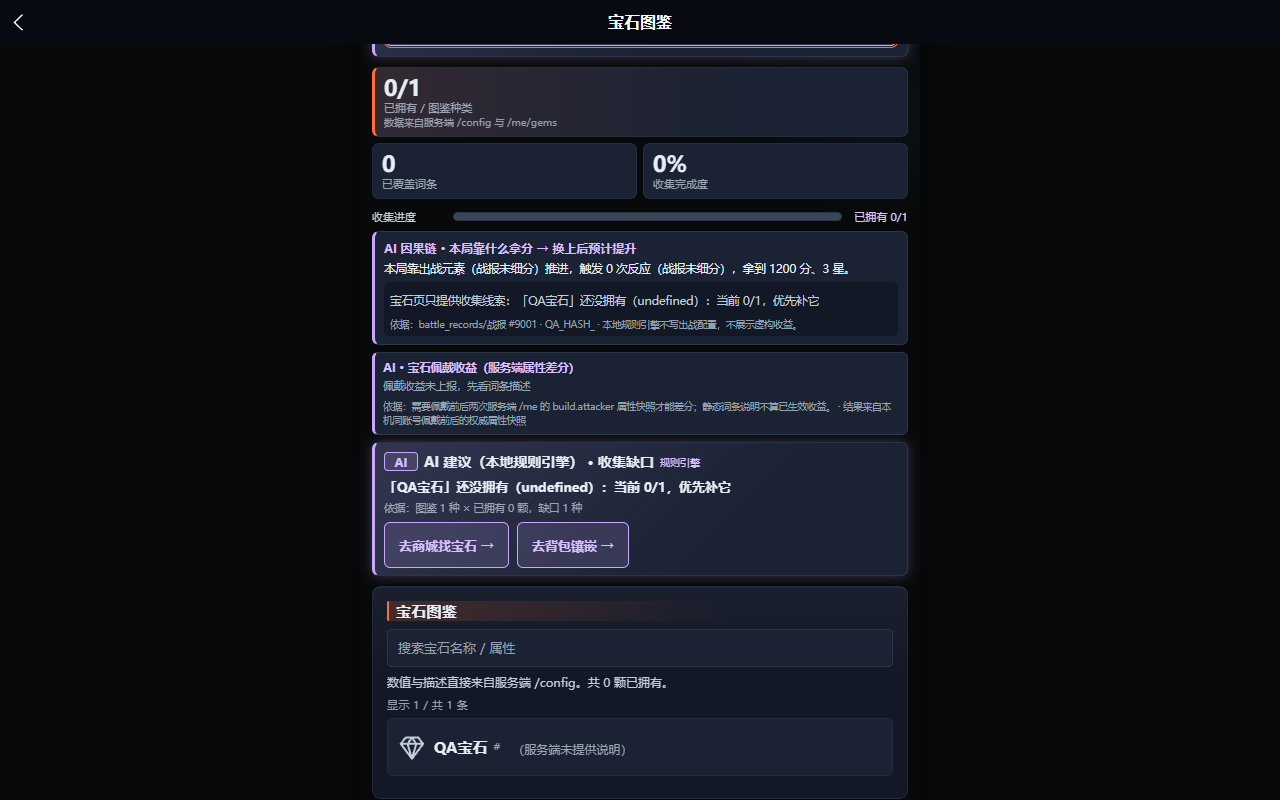 宝石图鉴
0/1
已拥有 / 图鉴种类
数据来自服务端 /config 与 /me/gems
0
已覆盖词条
0%
收集完成度
收集进度
已拥有 0/1
AI 因果链 • 本局靠什么拿分 → 换上后预计提升
本局靠出战元素（战报未细分）推进，触发 0 次反应（战报未细分），拿到 1200 分、3 星。
宝石页只提供收集线索：「QA宝石」还没拥有（undefined）：当前 0/1，优先补它
依据：battle_records/战报 #9001 · QA_HASH_ · 本地规则引擎不写出战配置，不展示虚构收益。
AI • 宝石佩戴收益（服务端属性差分）
佩戴收益未上报，先看词条描述
依据：需要佩戴前后两次服务端 /me 的 build.attacker 属性快照才能差分；静态词条说明不算已生效收益。 · 结果来自本
机同账号佩戴前后的权威属性快照
AI AI 建议（本地规则引擎） • 收集缺口 规则引擎
「QA宝石」还没拥有（undefined）：当前 0/1，优先补它
依据：图鉴 1 种 × 已拥有 0 颗，缺口 1 种
去商城找宝石 →
去背包镶嵌 →
宝石图鉴
搜索宝石名称 / 属性
数值与描述直接来自服务端 /config。共 0 颗已拥有。
显示 1 / 共 1 条
QA宝石 # （服务端未提供说明）